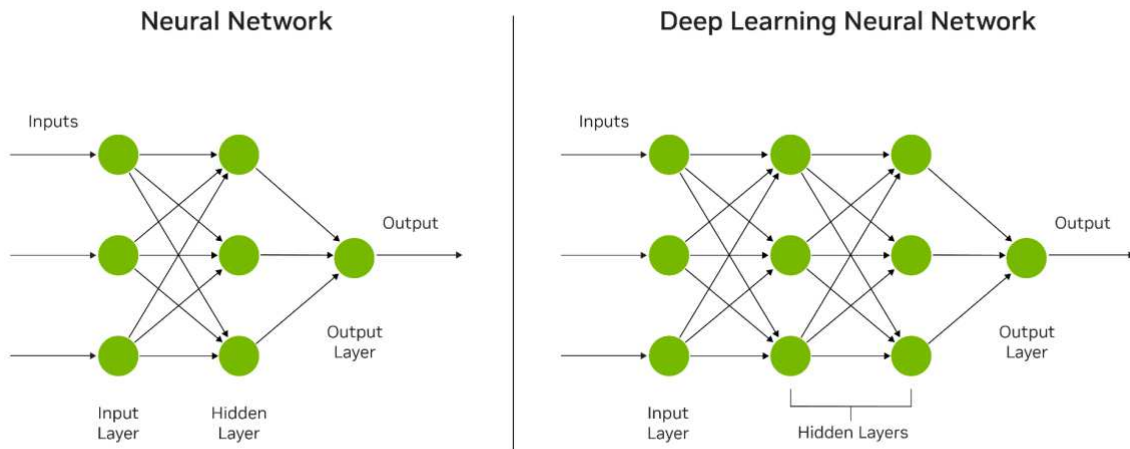 Neural Network
Inputs
Output
Output
Layer
Input
Layer
Hidden
Layer
Deep Learning Neural Network
Inputs
Output
Output
Layer
Input
Layer
Hidden Layers